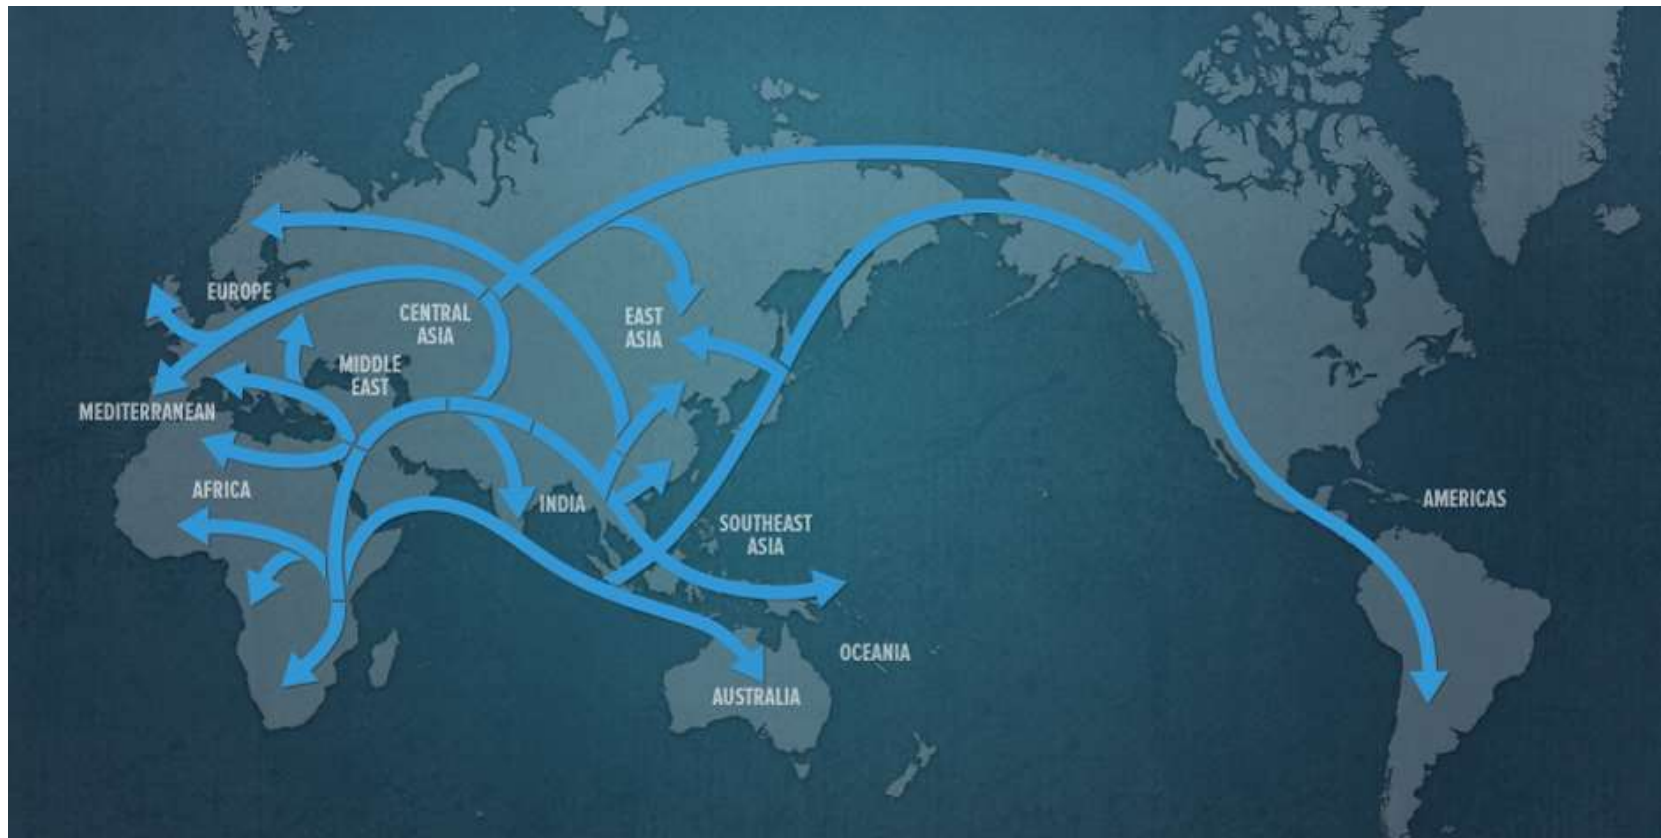 EUROPE
CENTRAL
ASIA
EAST
ASIA
MIDDLE
EAST
MEDITERRANEAN
AFRICA
INDIA
SOUTHEAST
ASIA
AMERICAS
OCEANIA
AUSTRALIA